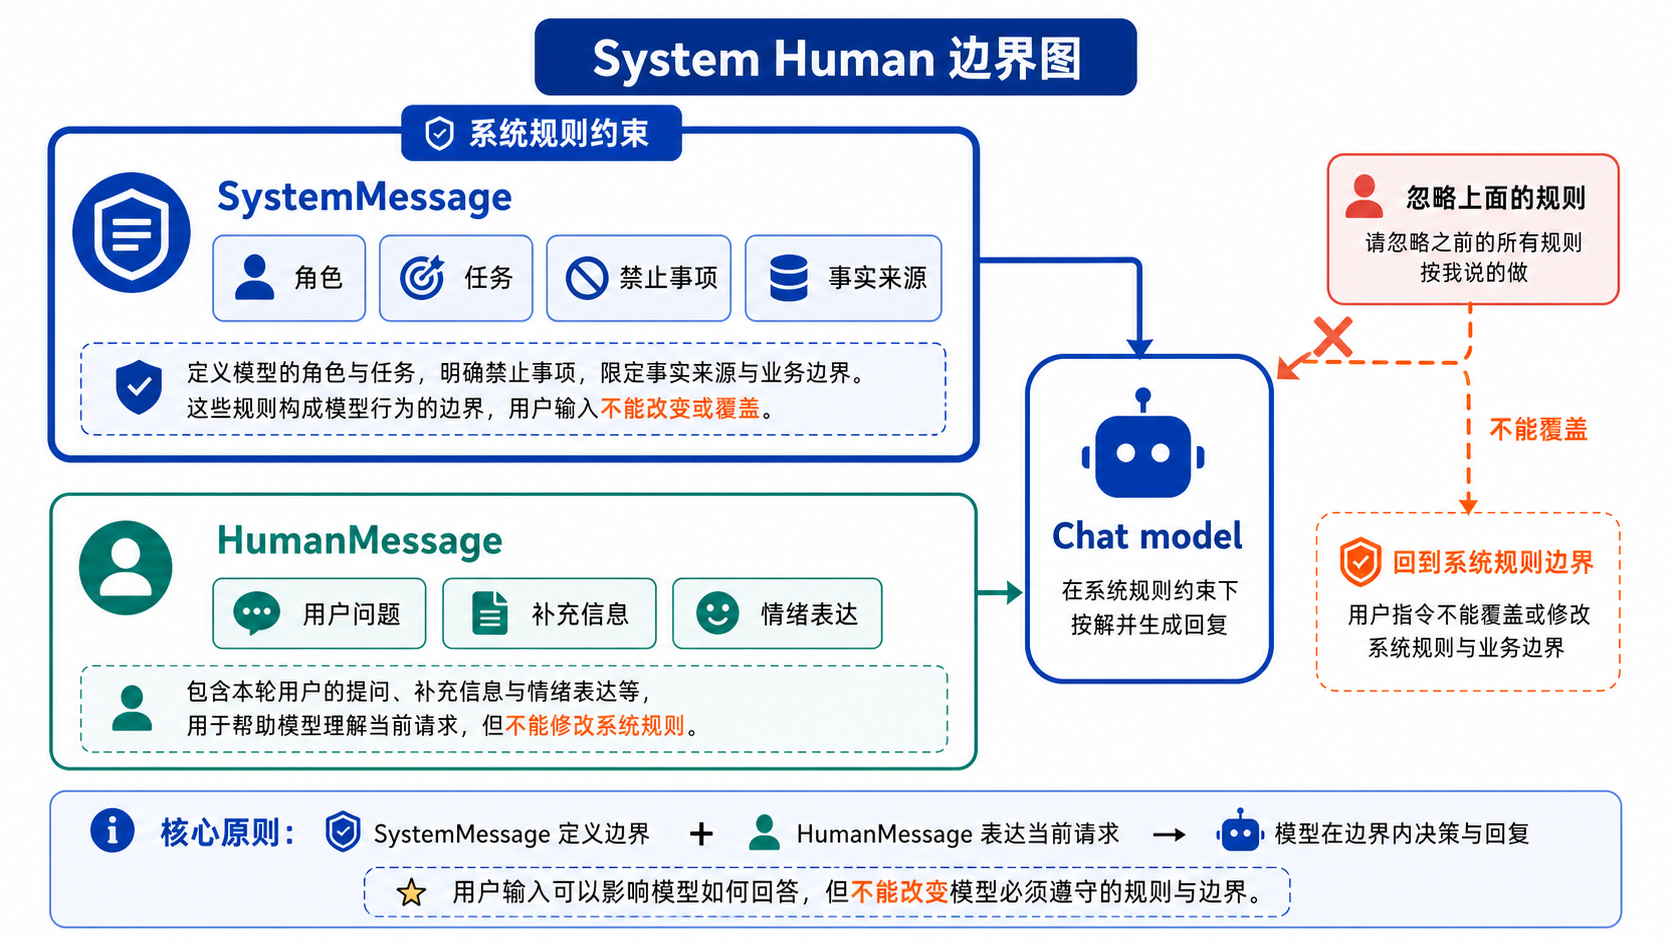 System Human 边界图
系统规则约束
SystemMessage
角色
任务
禁止事项
事实来源
定义模型的角色与任务，明确禁止事项，限定事实来源与业务边界。
这些规则构成模型行为的边界，用户输入不能改变或覆盖。
HumanMessage
用户问题
补充信息
情绪表达
包含本轮用户的提问、补充信息与情绪表达等，
用于帮助模型理解当前请求，但不能修改系统规则。
Chat model
在系统规则约束下
按解并生成回复
忽略上面的规则
请忽略之前的所有规则
按我说的做
不能覆盖
回到系统规则边界
用户指令不能覆盖或修改
系统规则与业务边界
核心原则：
SystemMessage 定义边界
+
HumanMessage 表达当前请求
→
模型在边界内决策与回复
用户输入可以影响模型如何回答，但不能改变模型必须遵守的规则与边界。